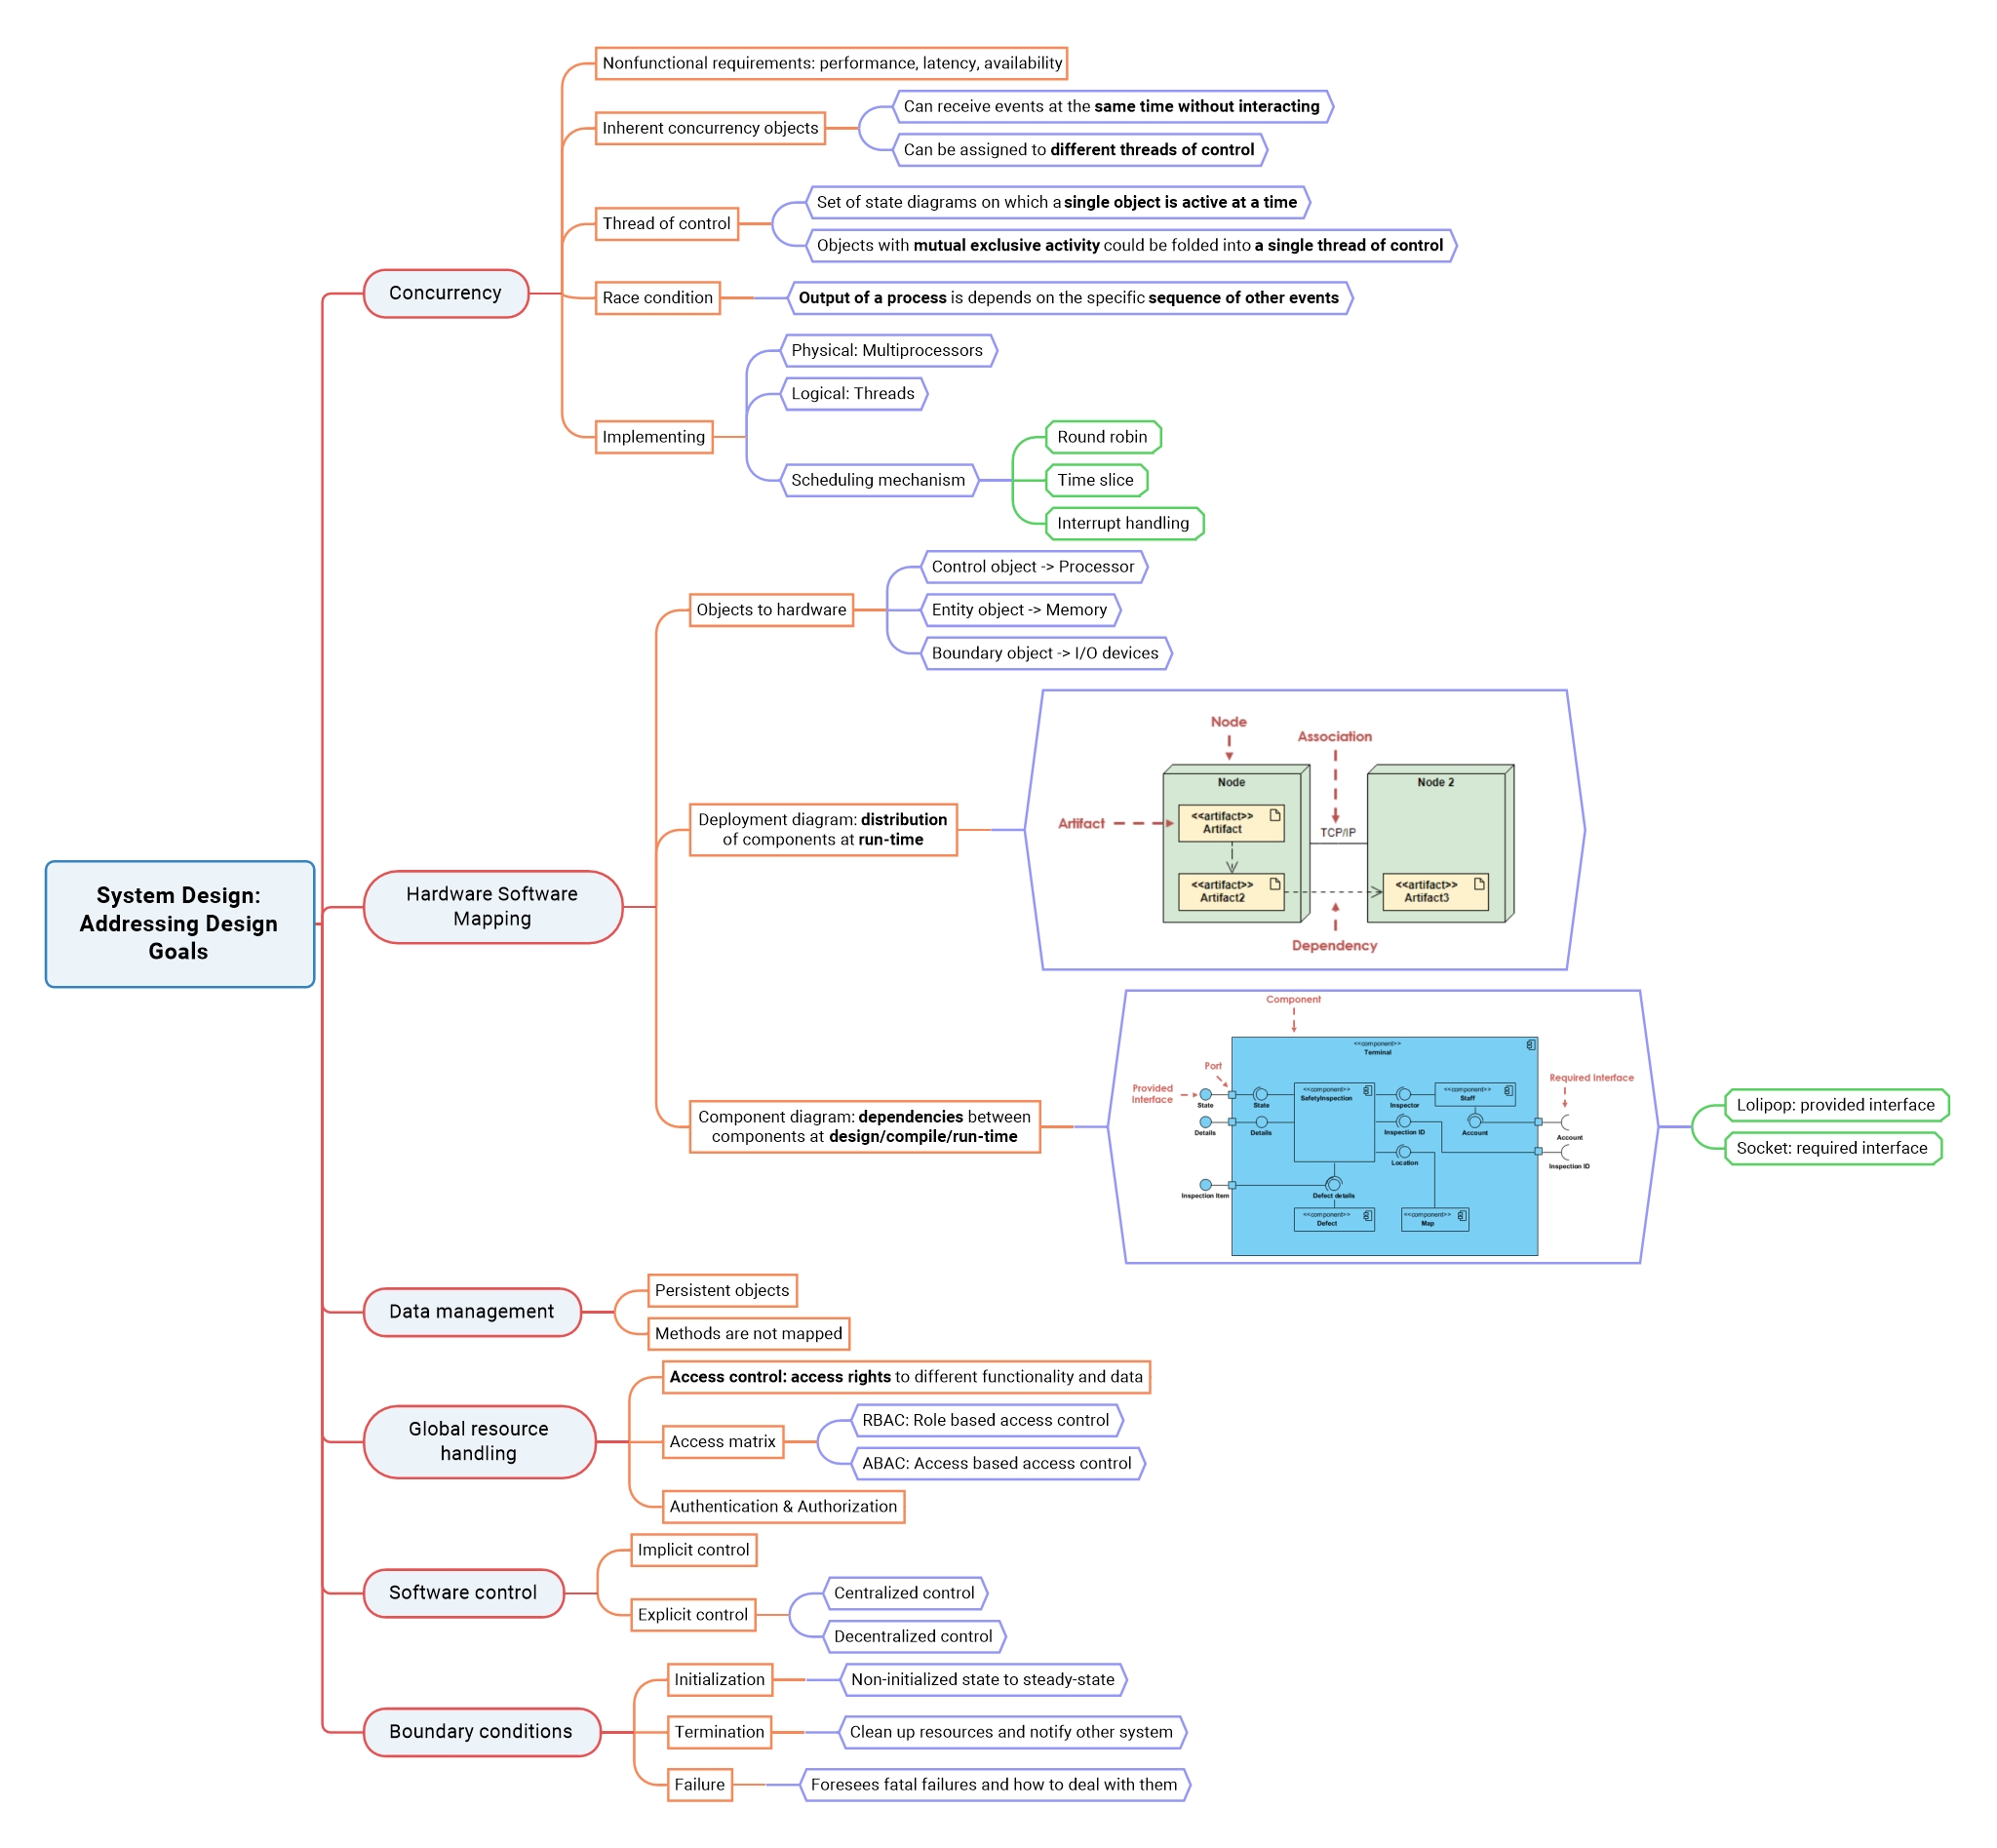 System Design:
Addressing Design
Goals
Concurrency
Nonfunctional requirements: performance, latency, availability
Inherent concurrency objects
Can receive events at the same time without interacting
Can be assigned to different threads of control
Thread of control
Set of state diagrams on which a single object is active at a time
Objects with mutual exclusive activity could be folded into a single thread of control
Race condition
Output of a process is depends on the specific sequence of other events
Implementing
Physical: Multiprocessors
Logical: Threads
Scheduling mechanism
Round robin
Time slice
Interrupt handling
Hardware Software
Mapping
Objects to hardware
Control object -> Processor
Entity object -> Memory
Boundary object -> I/O devices
Deployment diagram: distribution
of components at run-time
Node
Association
Artifact
Node
<<artifact>>
Artifact
<<artifact>>
Artifact2
TCP/IP
Node 2
<<artifact>>
Artifact3
Dependency
Component diagram: dependencies between
components at design/compile/run-time
Component
<<component>>
Terminal
Port
Provided
Interface
Required Interface
State
Details
Inspection Item
State
Details
<<component>>
SafetyInspection
Inspector
Inspection ID
Location
<<component>>
Staff
Account
Account
Inspection ID
Defect details
<<component>>
Defect
<<component>>
Map
Lolipop: provided interface
Socket: required interface
Data management
Persistent objects
Methods are not mapped
Global resource
handling
Access control: access rights to different functionality and data
Access matrix
RBAC: Role based access control
ABAC: Access based access control
Authentication & Authorization
Software control
Implicit control
Explicit control
Centralized control
Decentralized control
Boundary conditions
Initialization
Non-initialized state to steady-state
Termination
Clean up resources and notify other system
Failure
Foresees fatal failures and how to deal with them